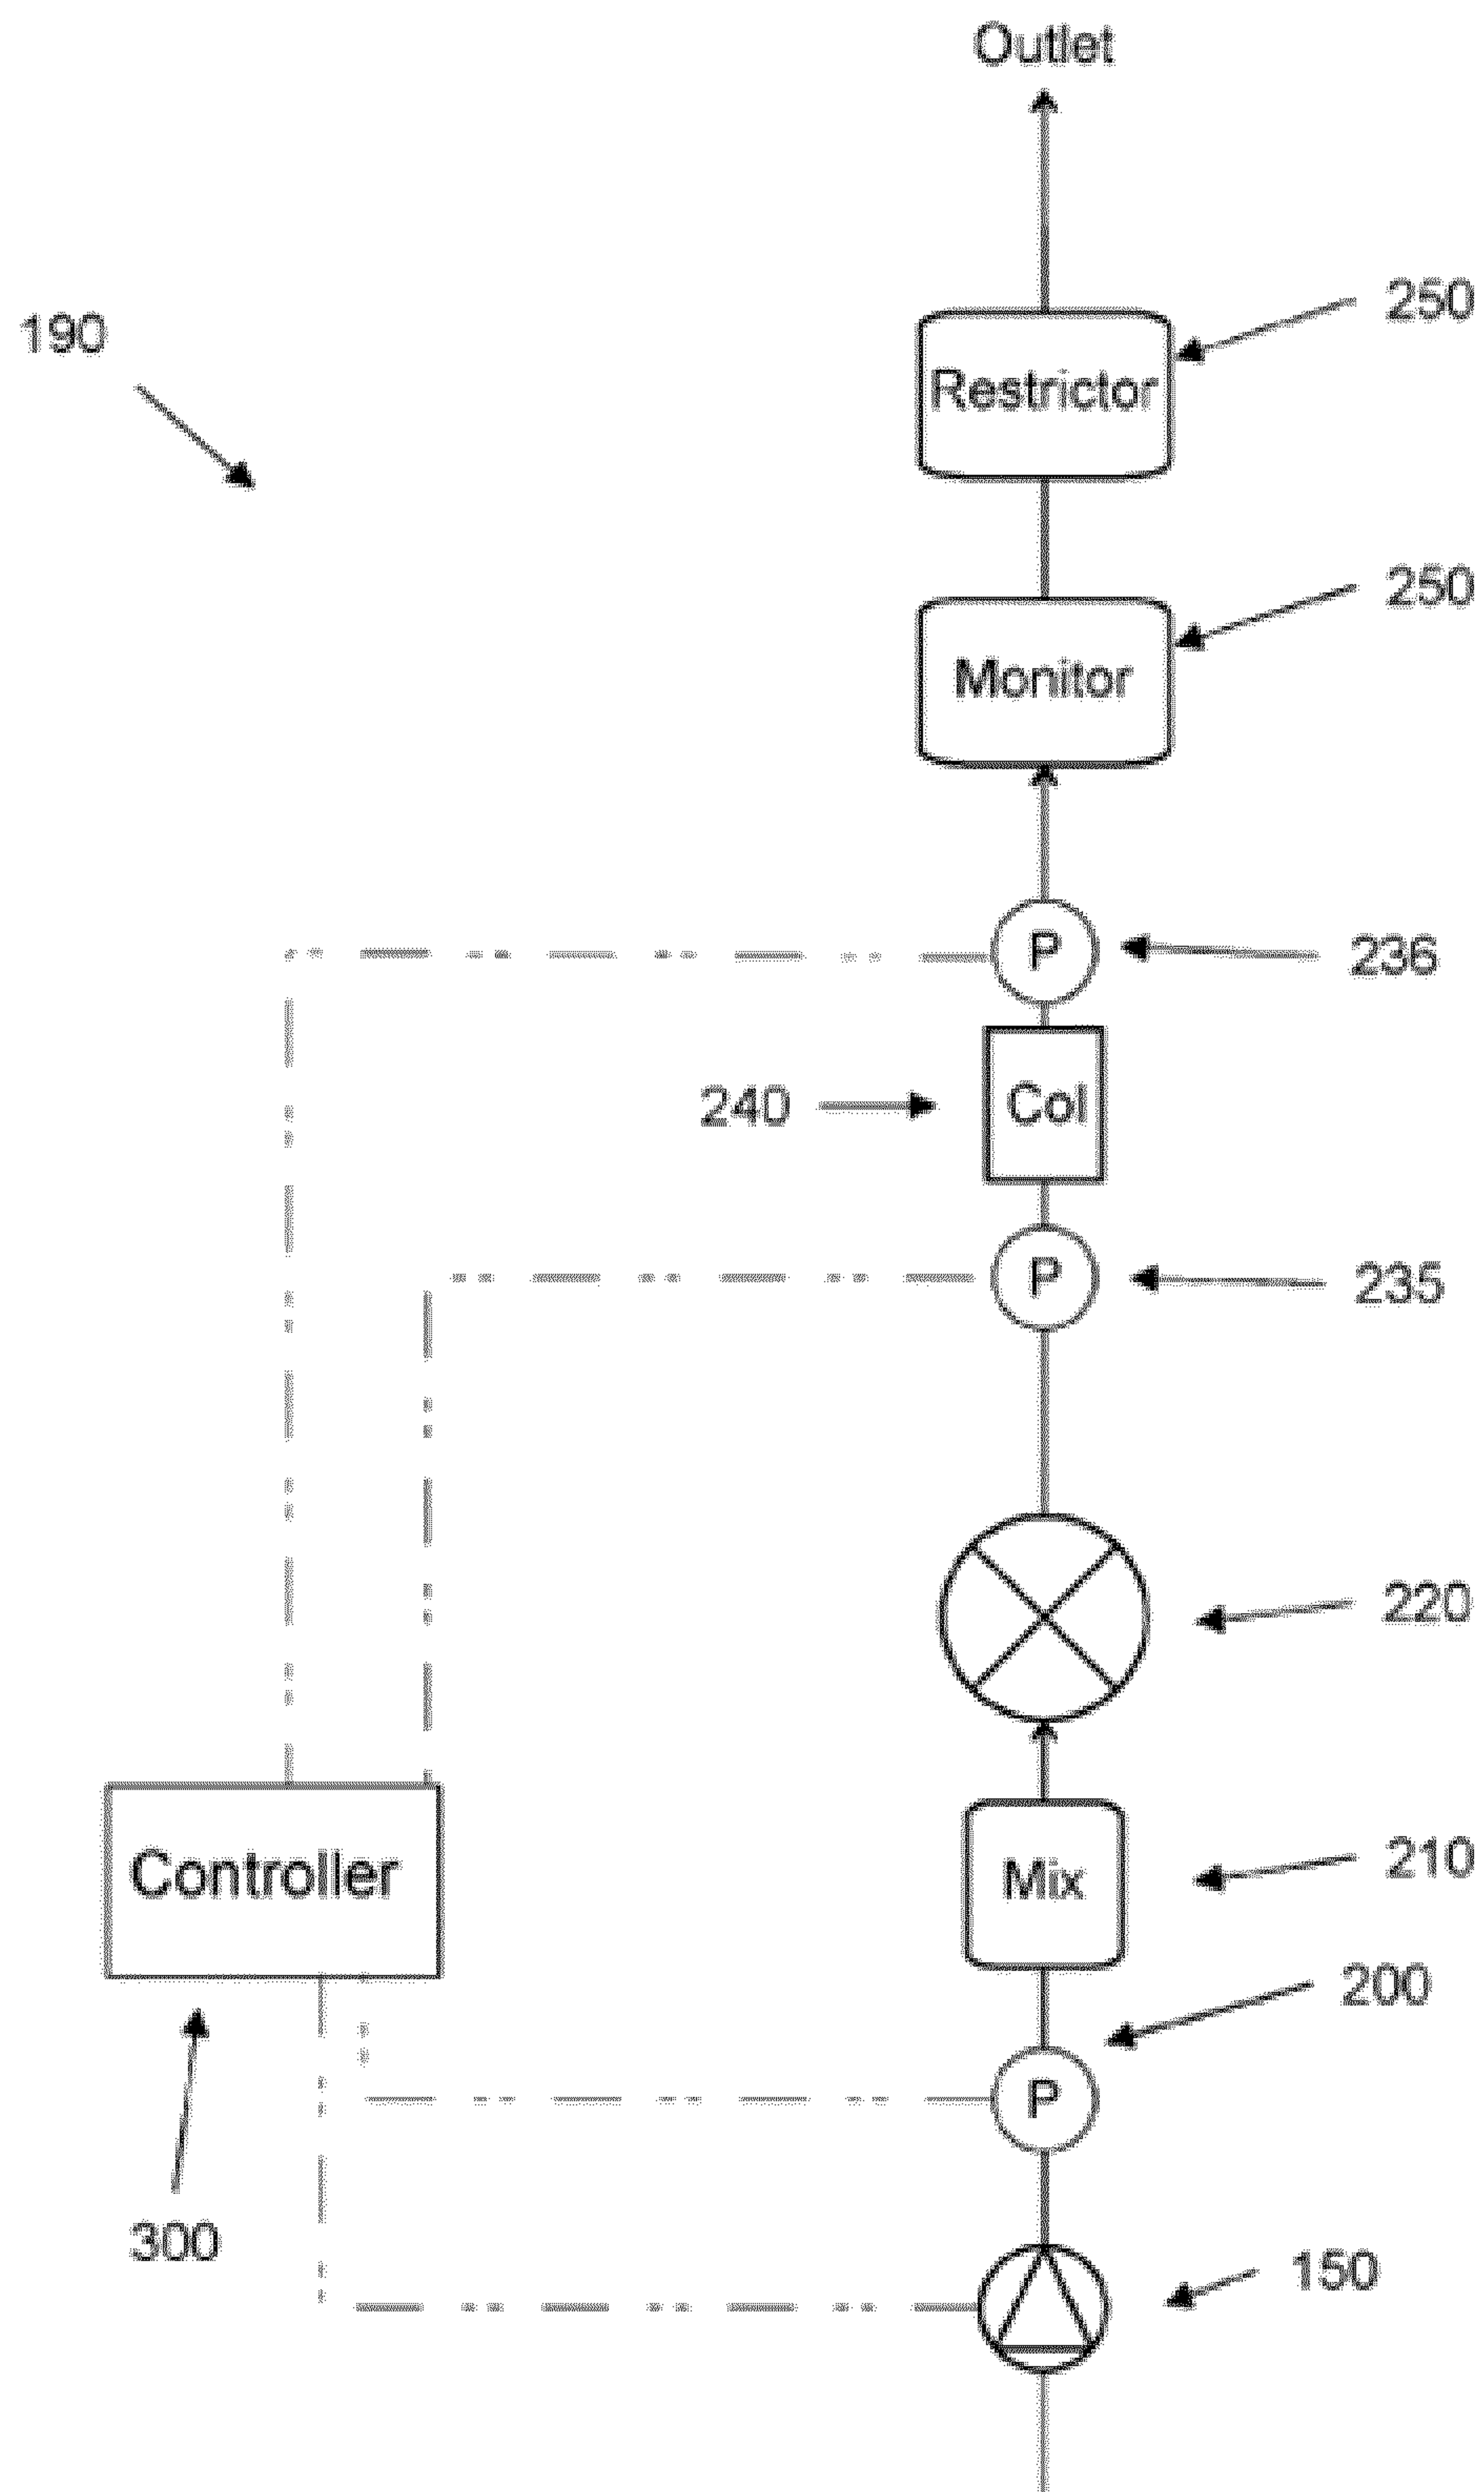 Outlet
250
190
Restrictor
250
Monitor
P
236
240
Col
P
235
220
Controller
Mix
210
200
P
300
150